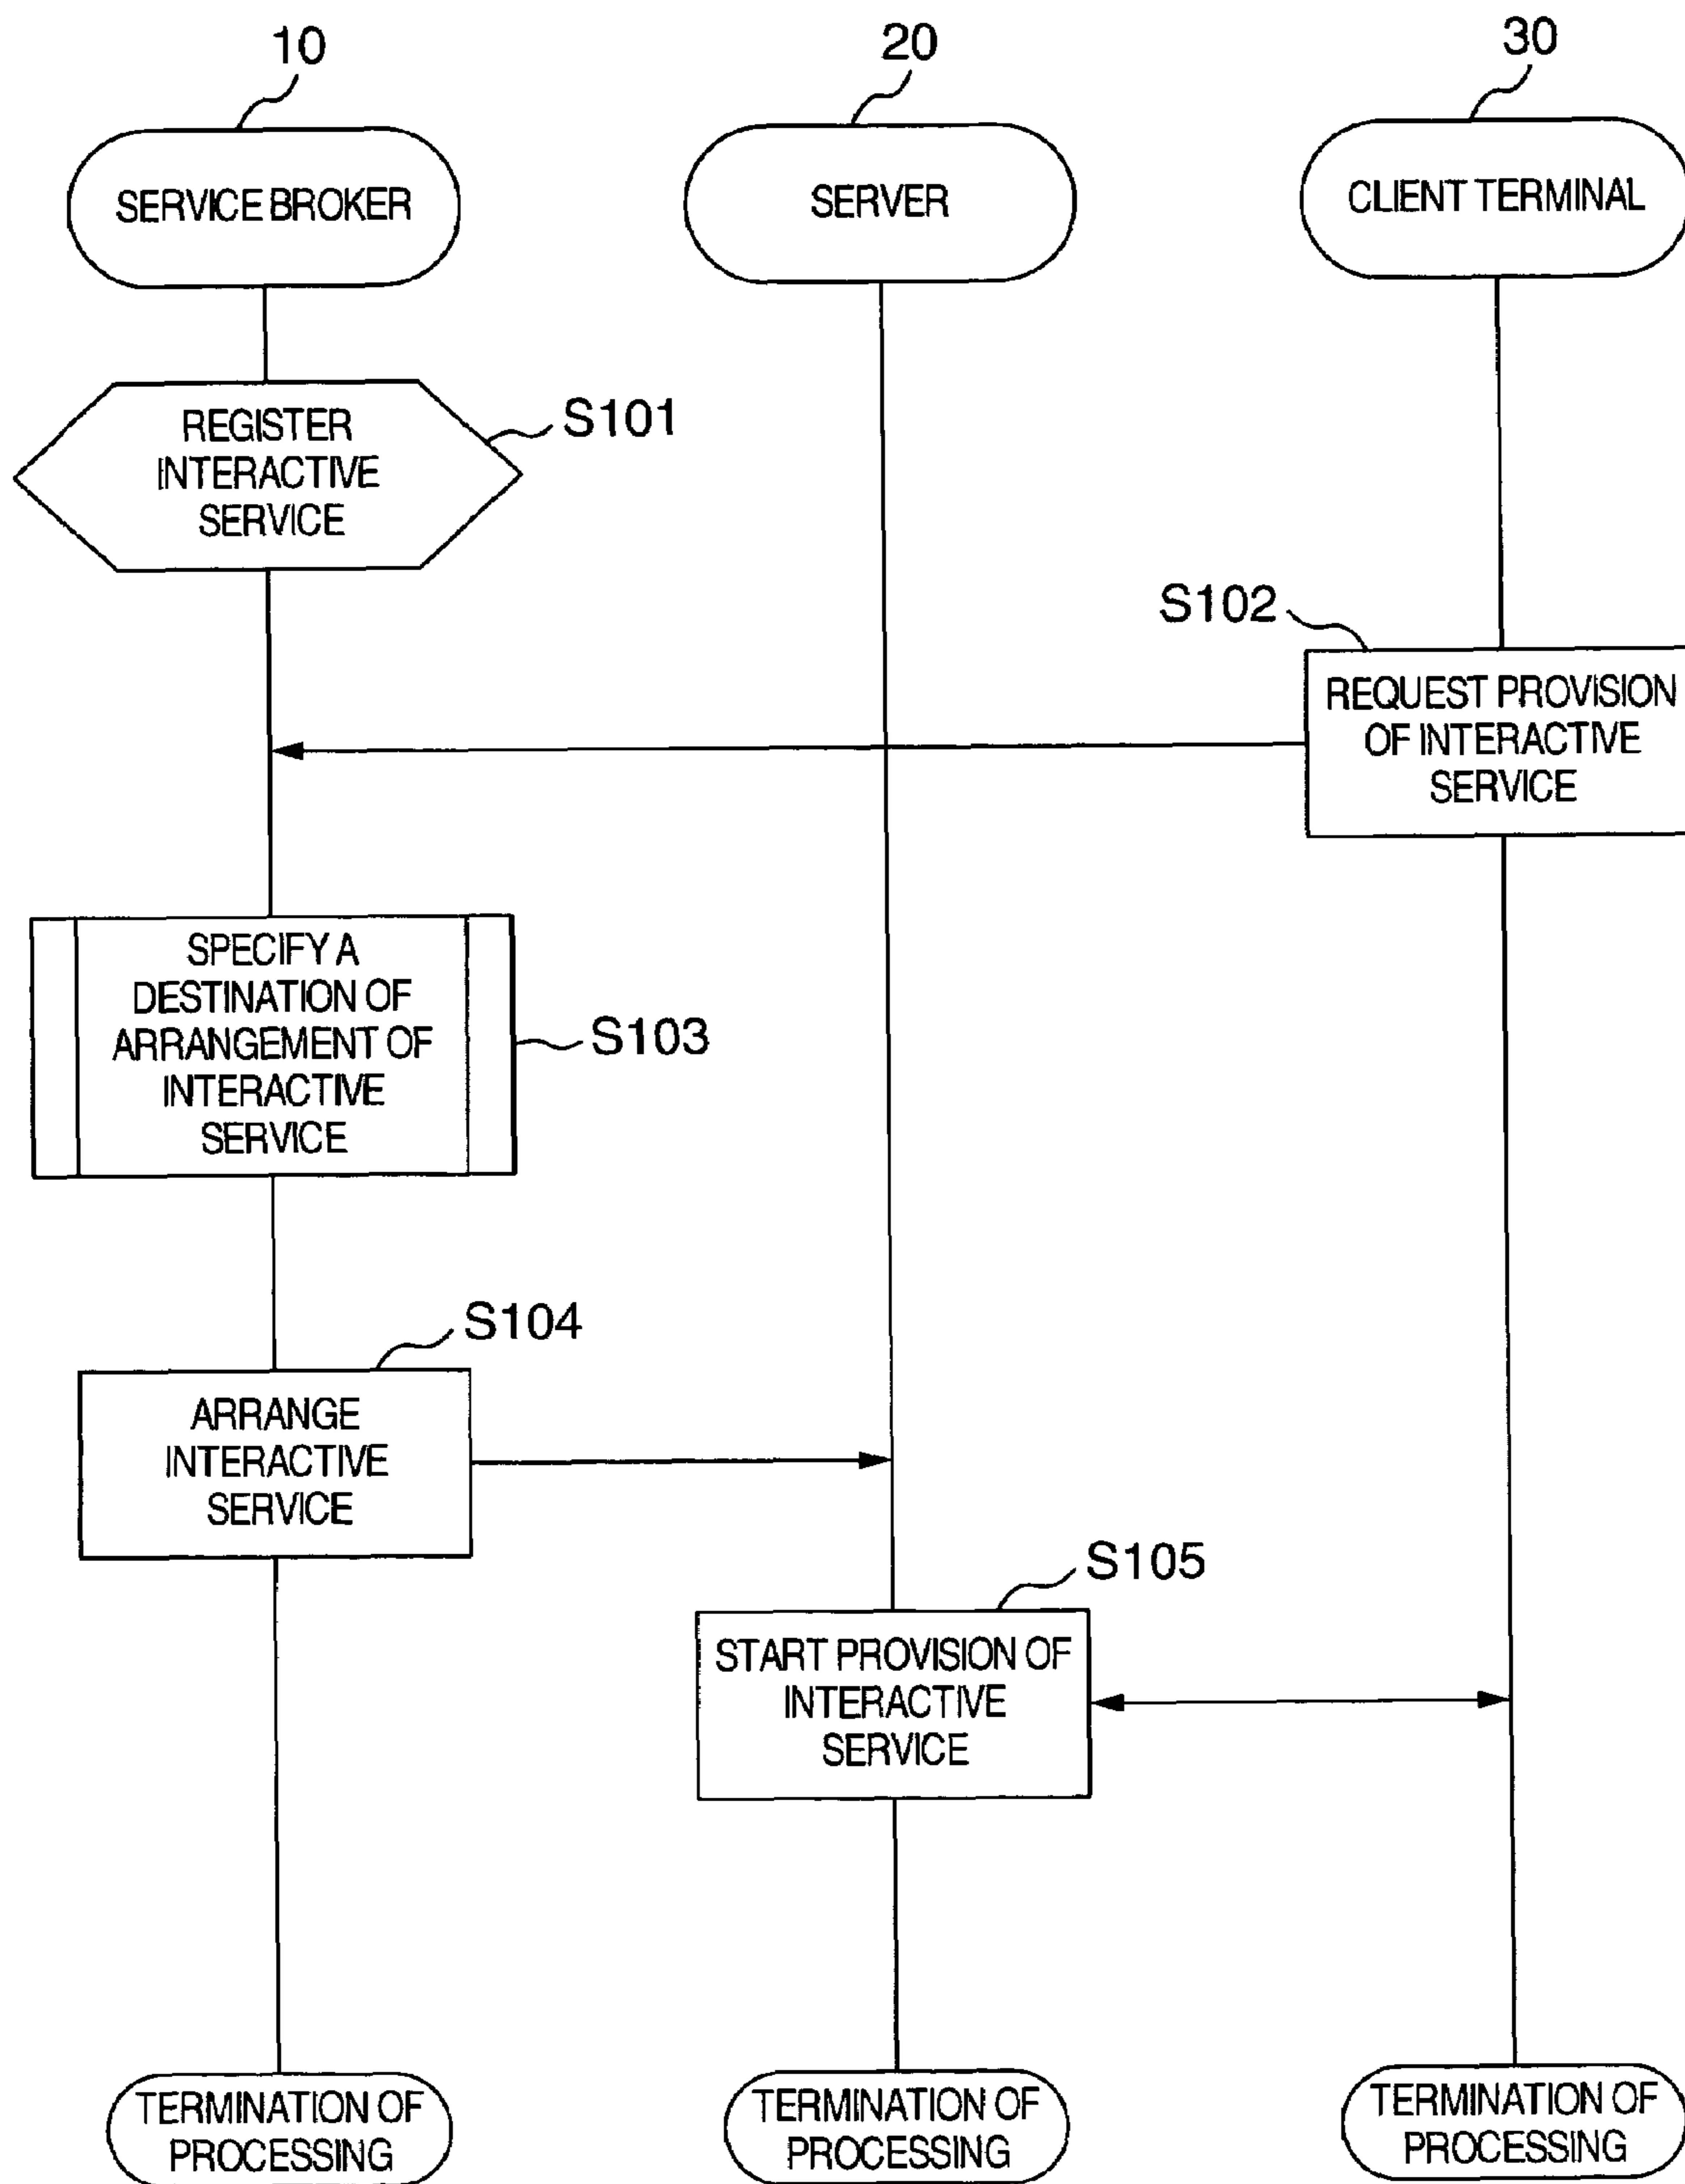 10
20
30
SERVICE BROKER
SERVER
CLIENT TERMINAL
REGISTER
INTERACTIVE
SERVICE
S101
S102
REQUEST PROVISION
OF INTERACTIVE
SERVICE
SPECIFY A
DESTINATION OF
ARRANGEMENT OF
INTERACTIVE
SERVICE
S103
S104
ARRANGE
INTERACTIVE
SERVICE
S105
START PROVISION OF
INTERACTIVE
SERVICE
TERMINATION OF
PROCESSING
TERMINATION OF
PROCESSING
TERMINATION OF
PROCESSING